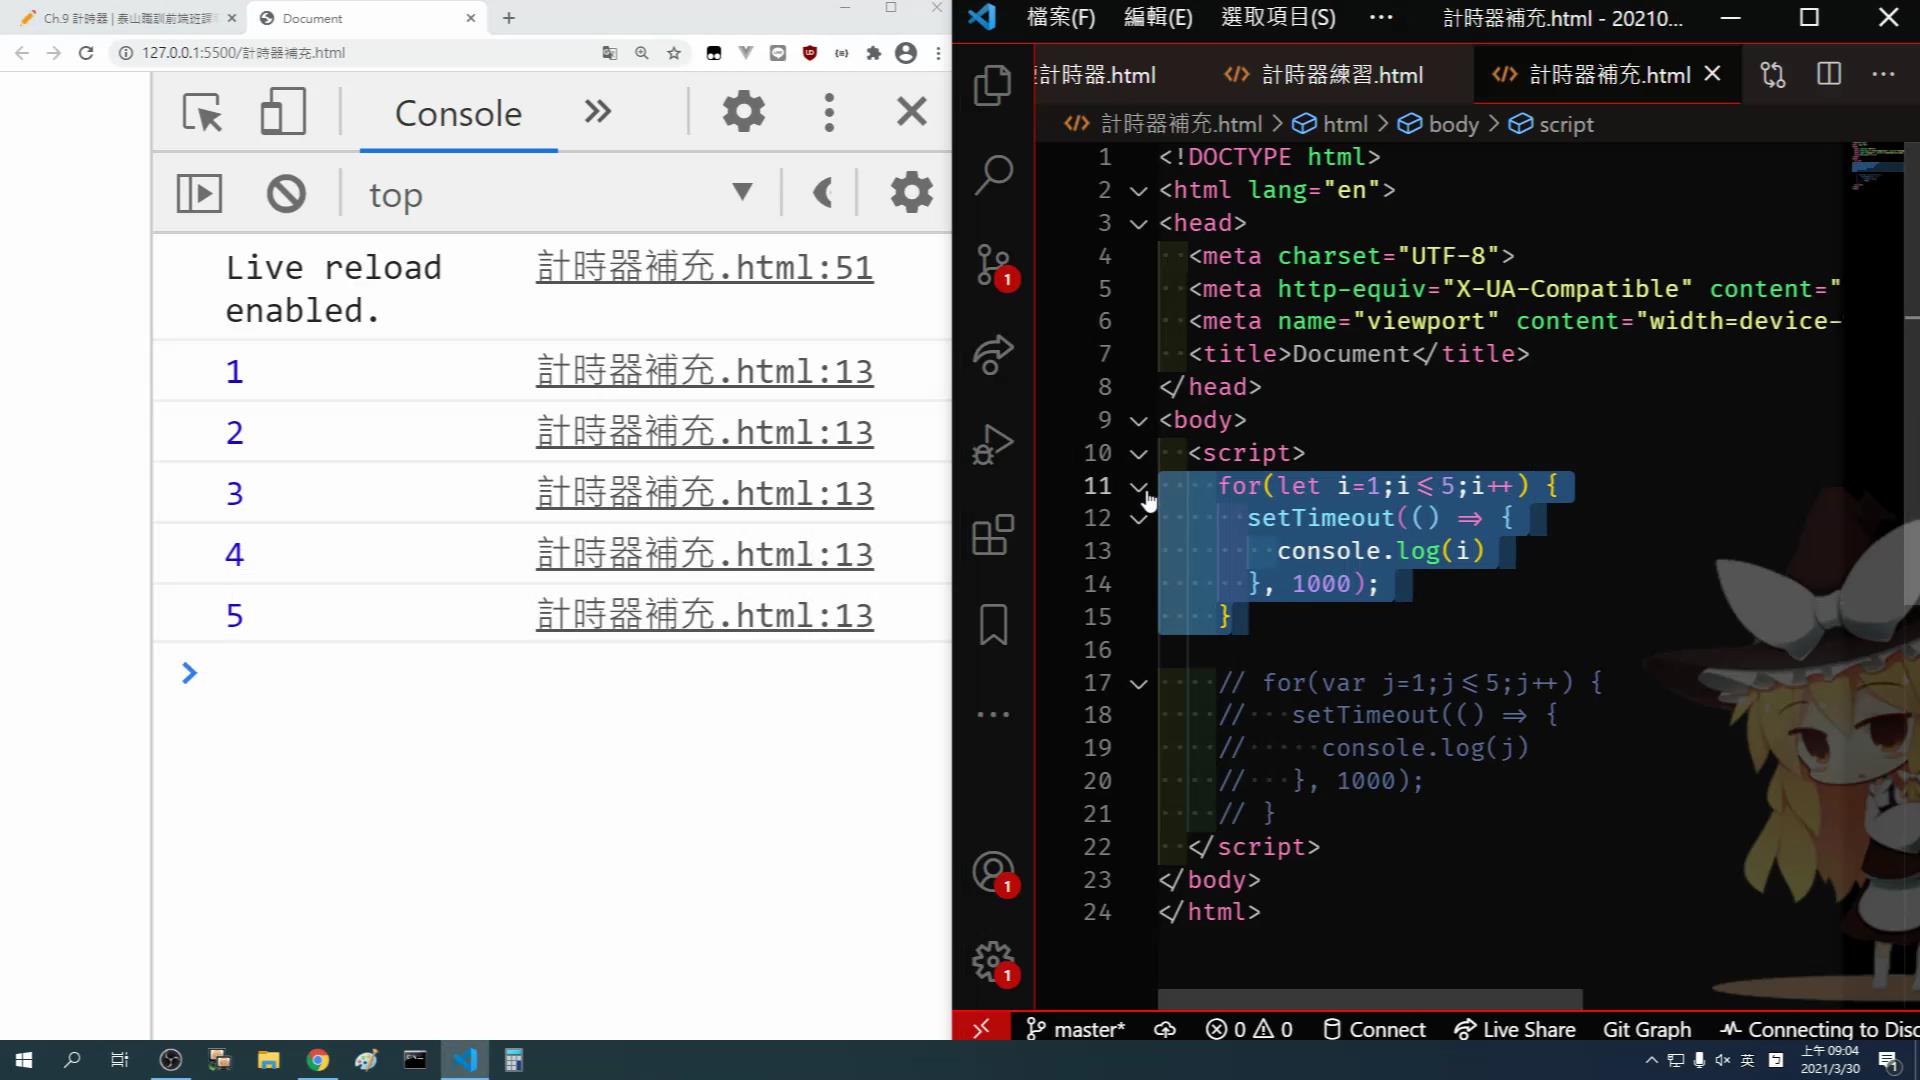 Ch.9 計時器 | 泰山職訓前端班課
Document
127.0.0.1:5500/計時器補充.html
Console
top
Live reload enabled.
計時器補充.html:51
1 計時器補充.html:13
2 計時器補充.html:13
3 計時器補充.html:13
4 計時器補充.html:13
5 計時器補充.html:13
檔案(F) 編輯(E) 選取項目(S) ··· 計時器補充.html - 20210...
計時器.html 計時器練習.html 計時器補充.html
計時器補充.html > html > body > script
1 <!DOCTYPE html>
2 <html lang="en">
3 <head>
4 <meta charset="UTF-8">
5 <meta http-equiv="X-UA-Compatible" content="
6 <meta name="viewport" content="width=device-
7 <title>Document</title>
8 </head>
9 <body>
10 <script>
11 for(let i=1;i<=5;i++) {
12 setTimeout(() => {
13 console.log(i)
14 }, 1000);
15 }
16
17 // for(var j=1;j<=5;j++) {
18 // setTimeout(() => {
19 // console.log(j)
20 // }, 1000);
21 // }
22 </script>
23 </body>
24 </html>
1
1
1
master* 0 0 Connect Live Share Git Graph Connecting to Disc
英
上午 09:04
2021/3/30
1